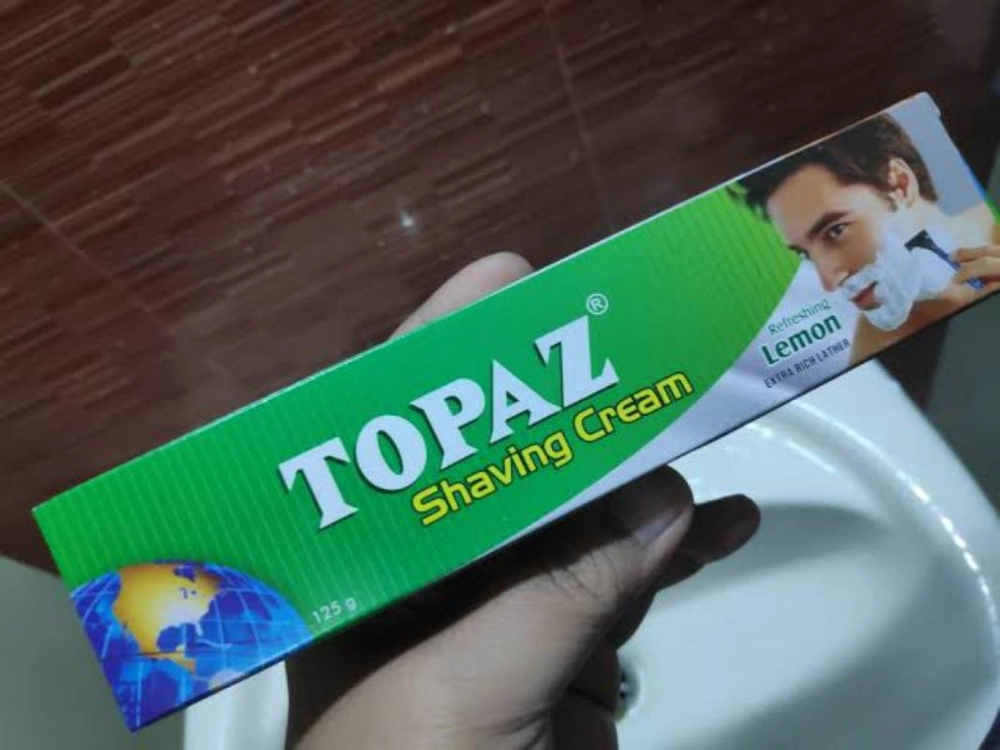 TOPAZ®
Shaving Cream
125 g
Refreshing
Lemon
EXTRA RICH LATHER